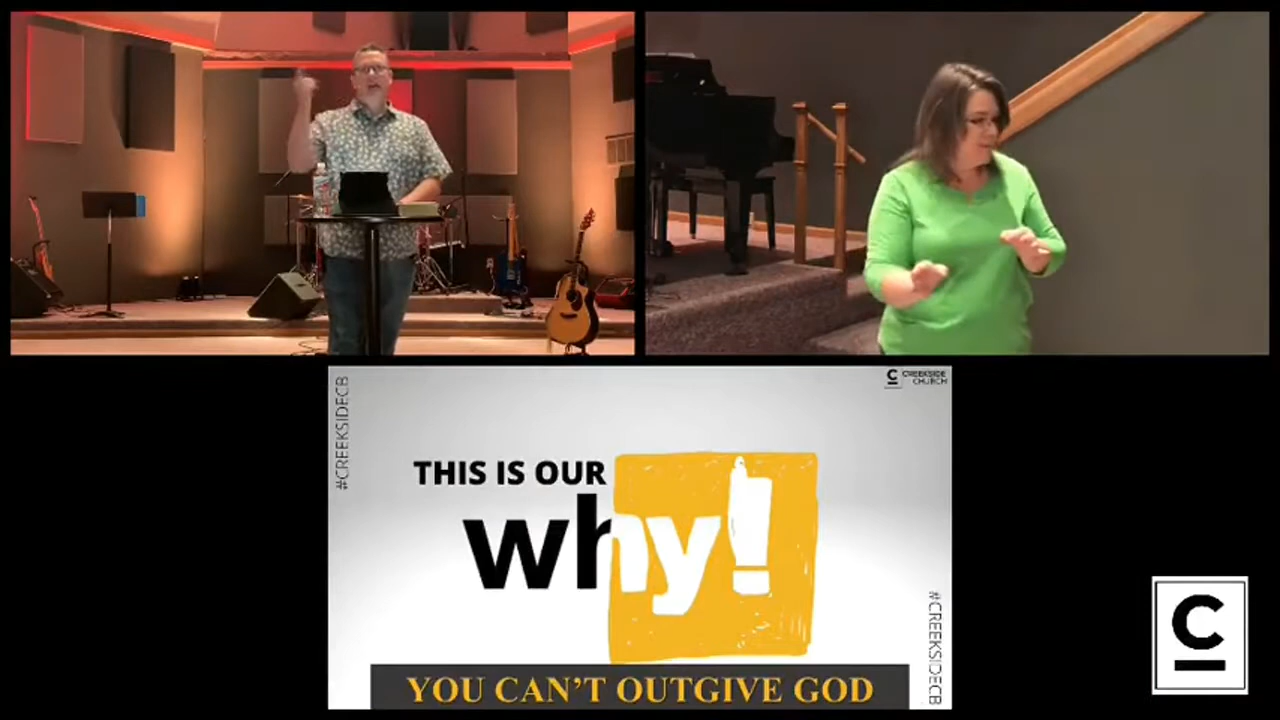 #CREEKSIDECB
C CREEKSIDE
CHURCH
THIS IS OUR
why!
#CREEKSIDECB
YOU CAN'T OUTGIVE GOD
C